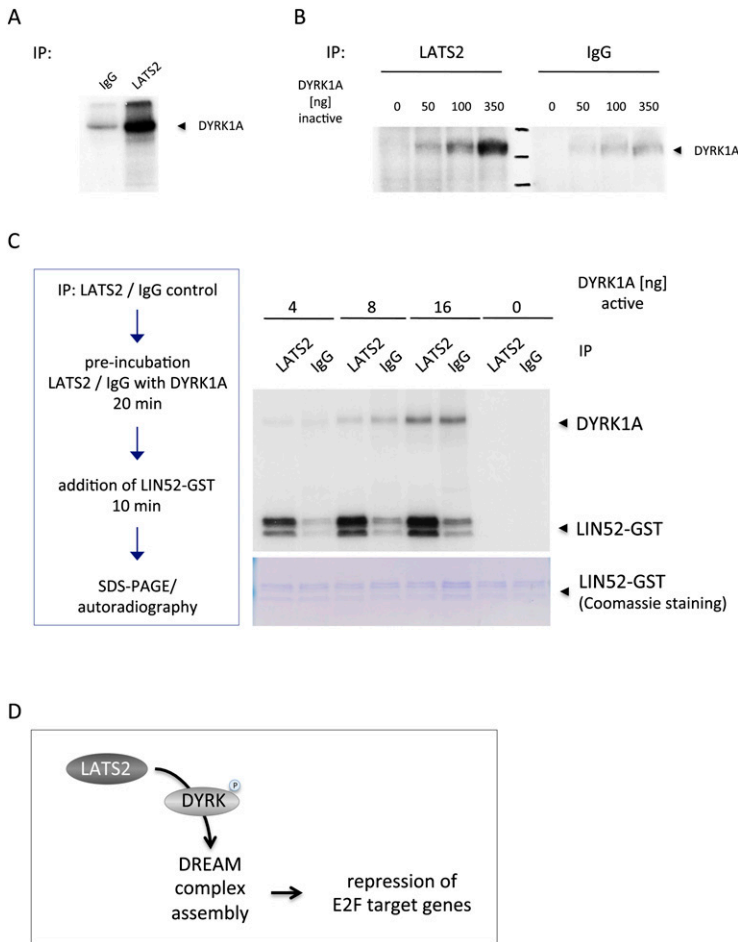 A
IP:
IgG
LATS2
DYRK1A
B
IP:
LATS2
IgG
DYRK1A
[ng]
inactive
0 50 100 350
0 50 100 350
DYRK1A
C
IP: LATS2 / IgG control
pre-incubation
LATS2 / IgG with DYRK1A
20 min
addition of LIN52-GST
10 min
SDS-PAGE/
autoradiography
4 8 16 0
DYRK1A [ng]
active
LATS2 IgG LATS2 IgG LATS2 IgG LATS2 IgG
IP
DYRK1A
LIN52-GST
LIN52-GST
(Coomassie staining)
D
LATS2
P
DYRK
DREAM
complex
assembly
repression of
E2F target genes